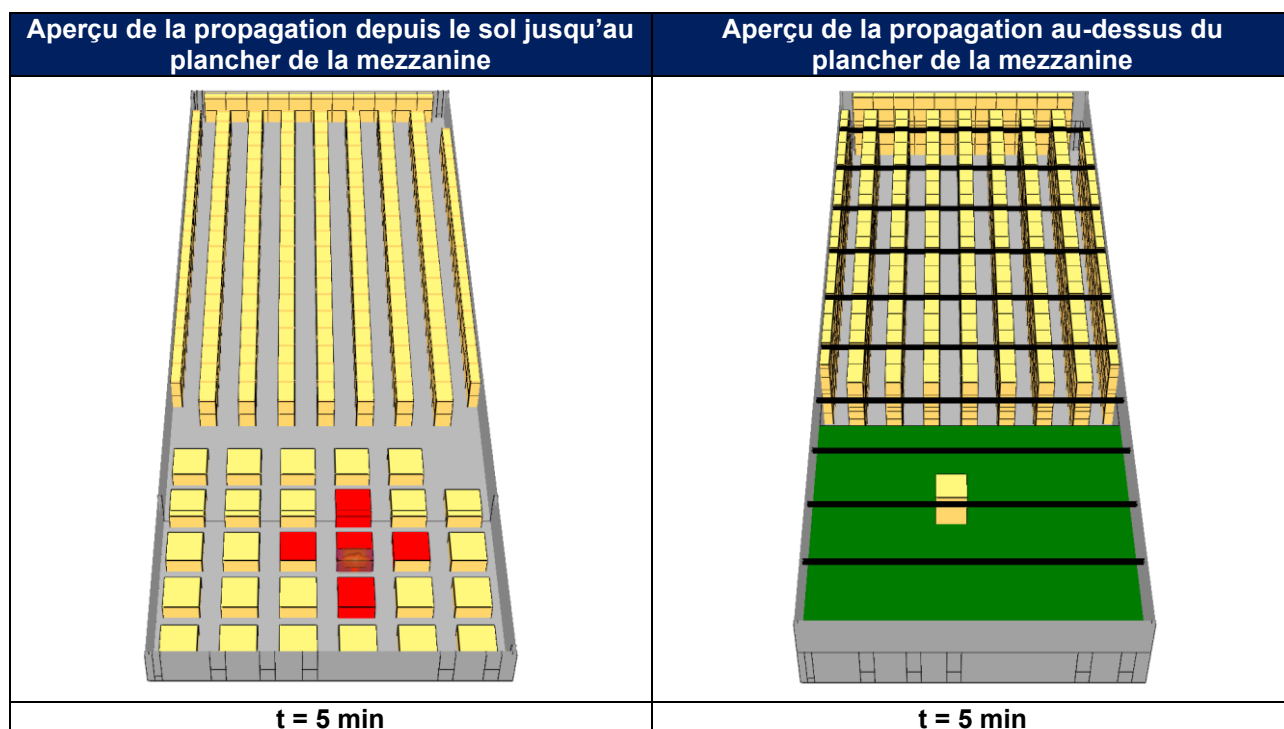 Aperçu de la propagation depuis le sol jusqu’au
plancher de la mezzanine
Aperçu de la propagation au-dessus du
plancher de la mezzanine
t = 5 min
t = 5 min